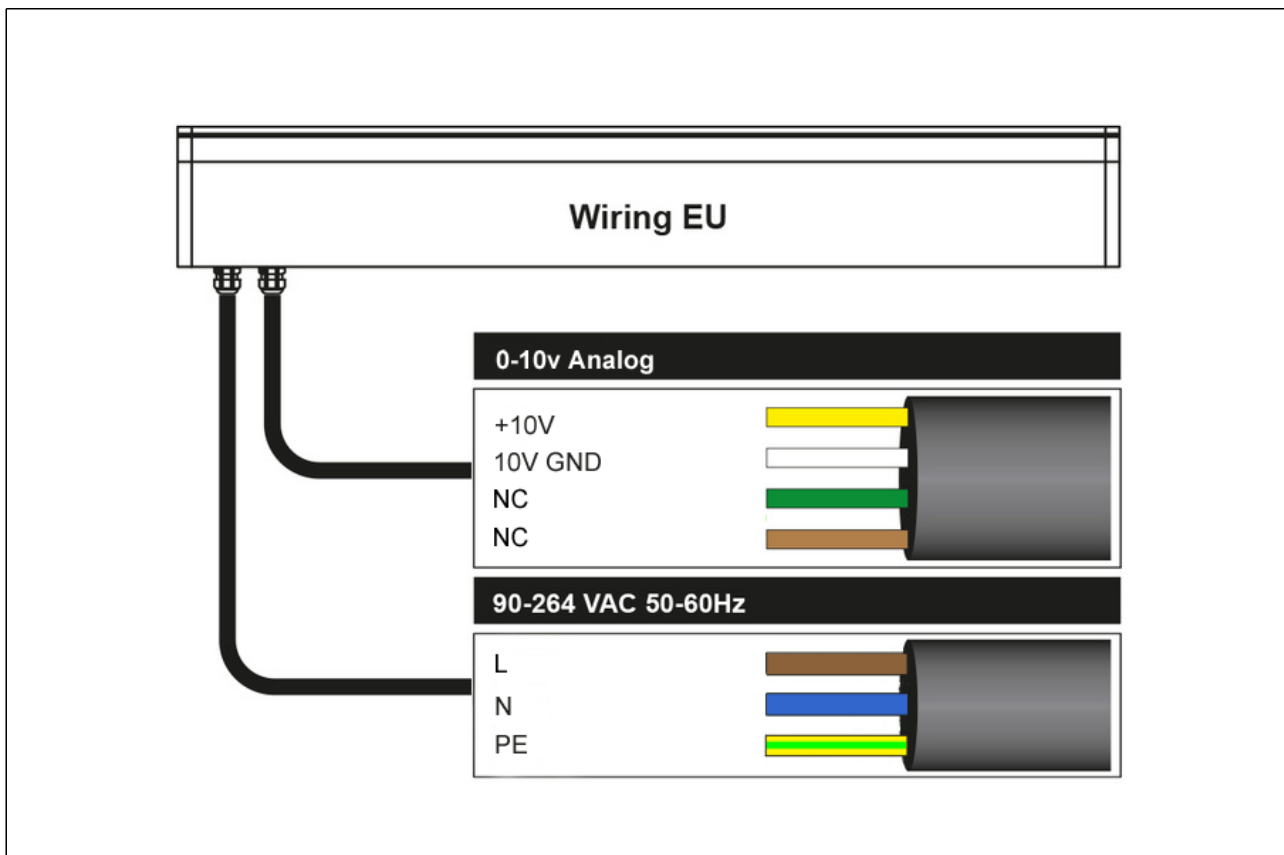 Wiring EU
0-10v Analog
+10V
10V GND
NC
NC
90-264 VAC 50-60Hz
L
N
PE